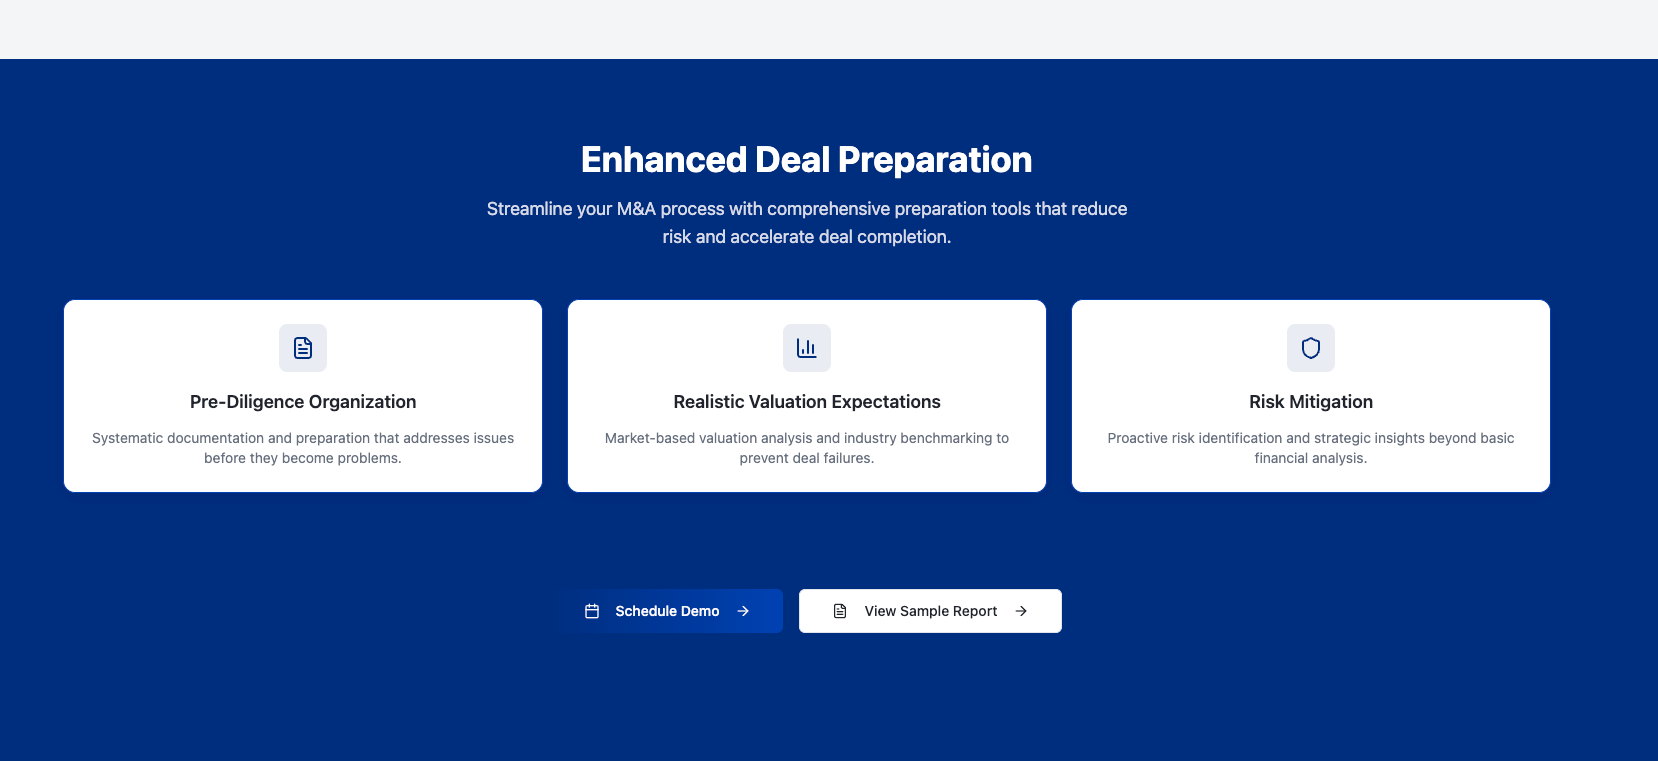 Enhanced Deal Preparation
Streamline your M&A process with comprehensive preparation tools that reduce
risk and accelerate deal completion.
Pre-Diligence Organization
Systematic documentation and preparation that addresses issues
before they become problems.
Realistic Valuation Expectations
Market-based valuation analysis and industry benchmarking to
prevent deal failures.
Risk Mitigation
Proactive risk identification and strategic insights beyond basic
financial analysis.
Schedule Demo
View Sample Report